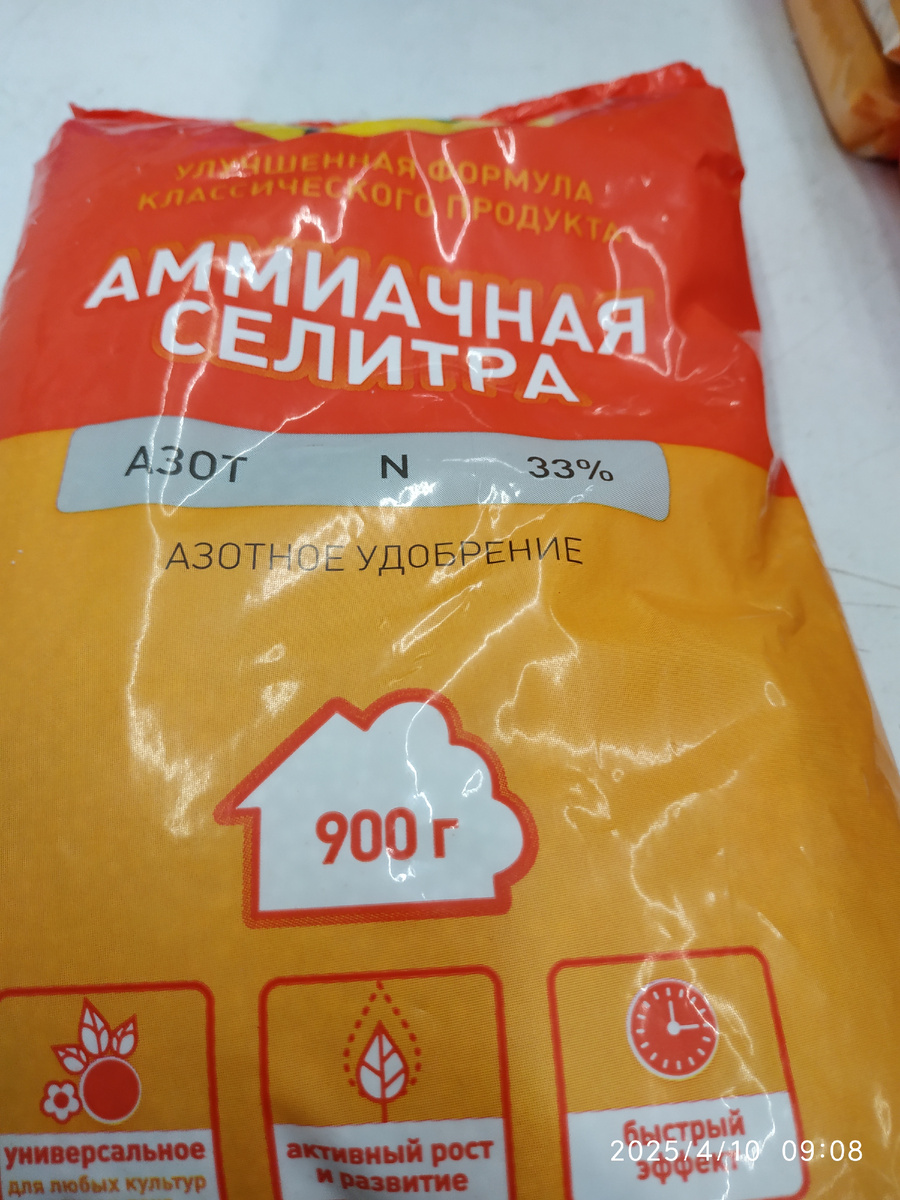 УЛУЧШЕННАЯ ФОРМУЛА
КЛАССИЧЕСКОГО ПРОДУКТА
АММИАЧНАЯ
СЕЛИТРА
АЗОТ N 33%
АЗОТНОЕ УДОБРЕНИЕ
900 г
универсальное
для любых культур
активный рост
и развитие
быстрый
эффект
2025/4/10 09:08